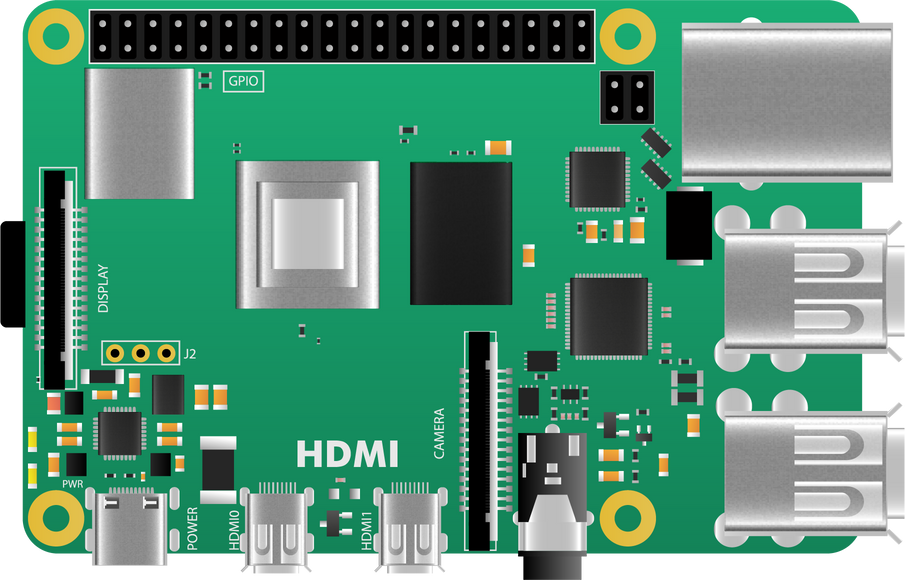 GPIO
DISPLAY
J2
CAMERA
HDMI
PWR
POWER
HDMI0
HDMI1